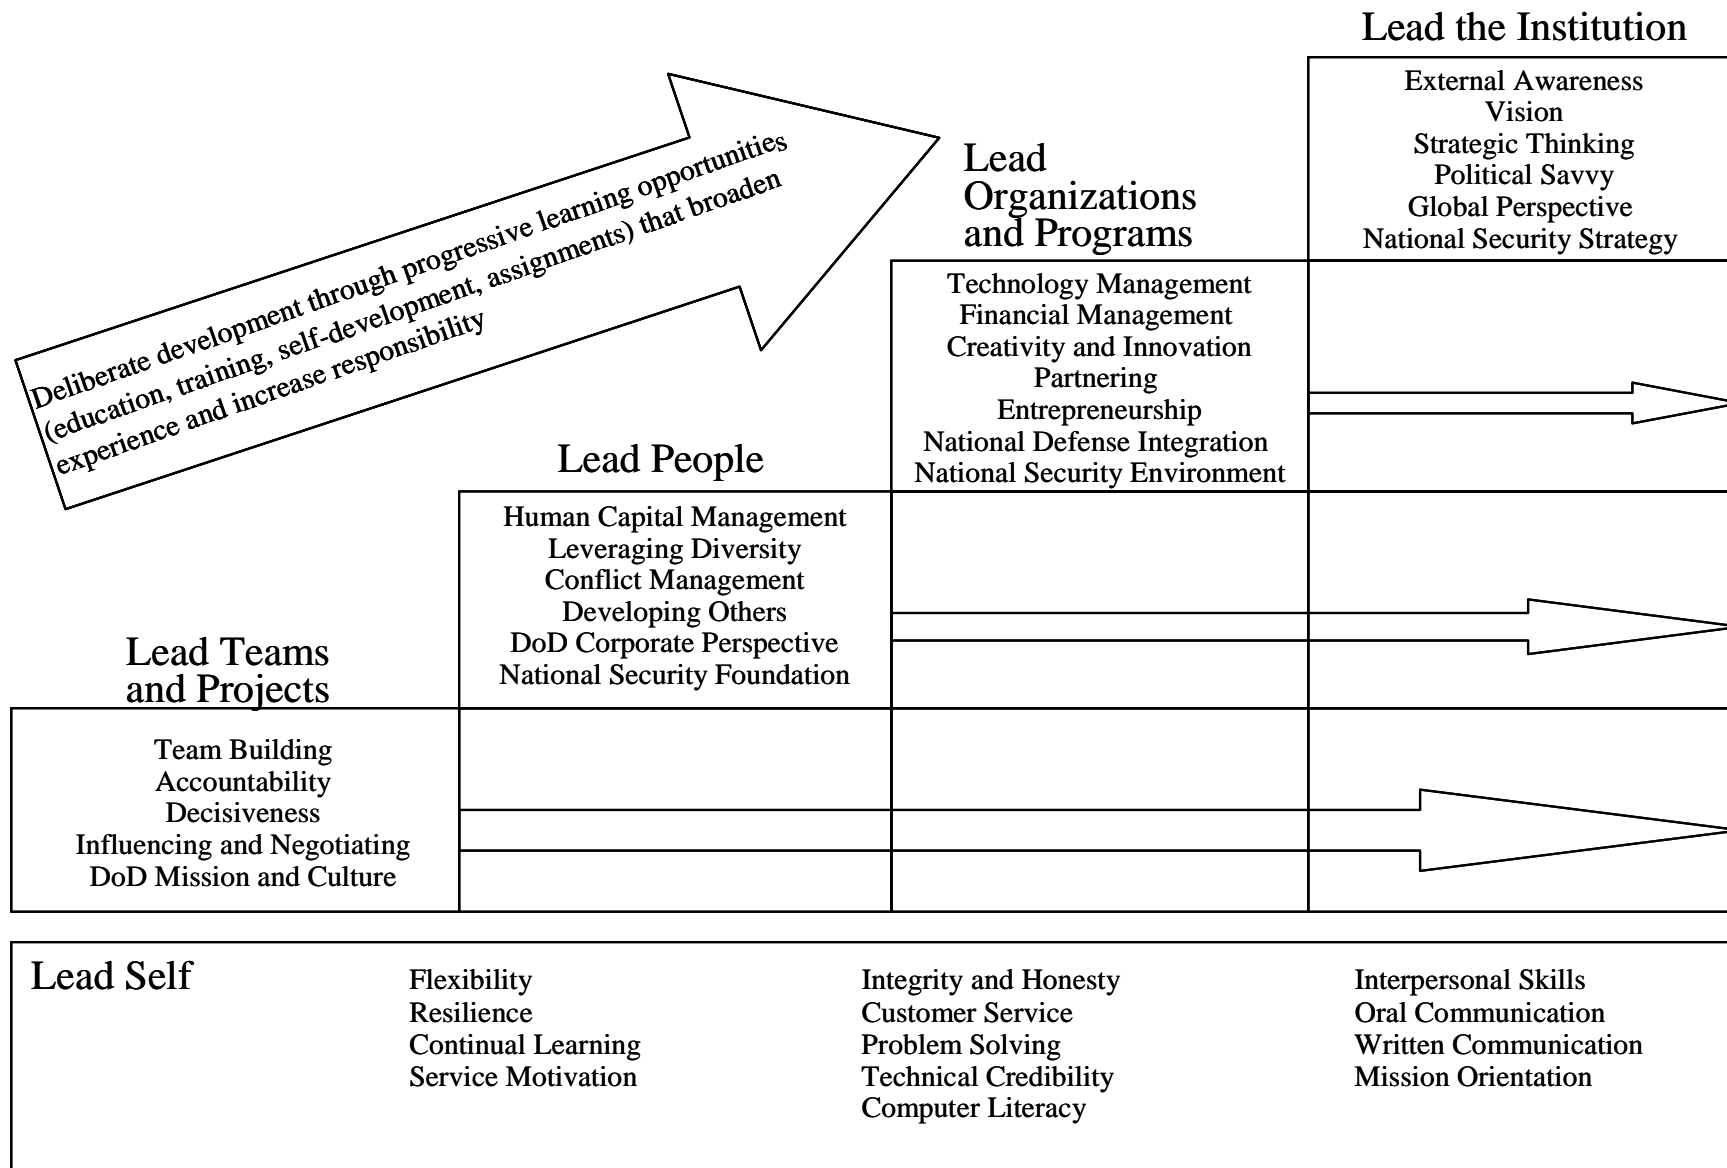 Lead the Institution
External Awareness
Vision
Strategic Thinking
Political Savvy
Global Perspective
National Security Strategy
Deliberate development through progressive learning opportunities
(education, training, self-development, assignments) that broaden
experience and increase responsibility
Lead
Organizations
and Programs
Technology Management
Financial Management
Creativity and Innovation
Partnering
Entrepreneurship
National Defense Integration
National Security Environment
Lead People
Human Capital Management
Leveraging Diversity
Conflict Management
Developing Others
DoD Corporate Perspective
National Security Foundation
Lead Teams
and Projects
Team Building
Accountability
Decisiveness
Influencing and Negotiating
DoD Mission and Culture
Lead Self
Flexibility
Resilience
Continual Learning
Service Motivation
Integrity and Honesty
Customer Service
Problem Solving
Technical Credibility
Computer Literacy
Interpersonal Skills
Oral Communication
Written Communication
Mission Orientation